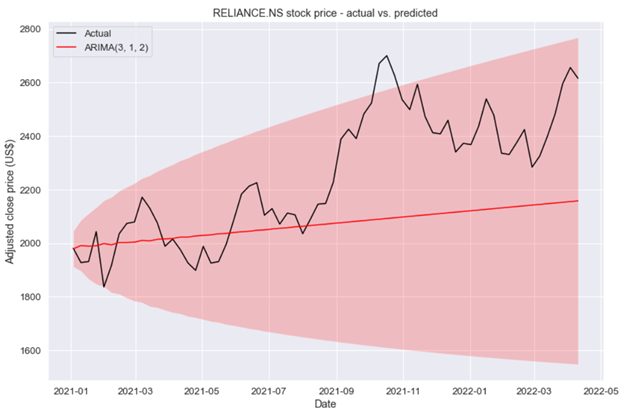 RELIANCE.NS stock price - actual vs. predicted
Actual
ARIMA(3, 1, 2)
Adjusted close price (US$)
2800
2600
2400
2200
2000
1800
1600
2021-01 2021-03 2021-05 2021-07 2021-09 2021-11 2022-01 2022-03 2022-05
Date